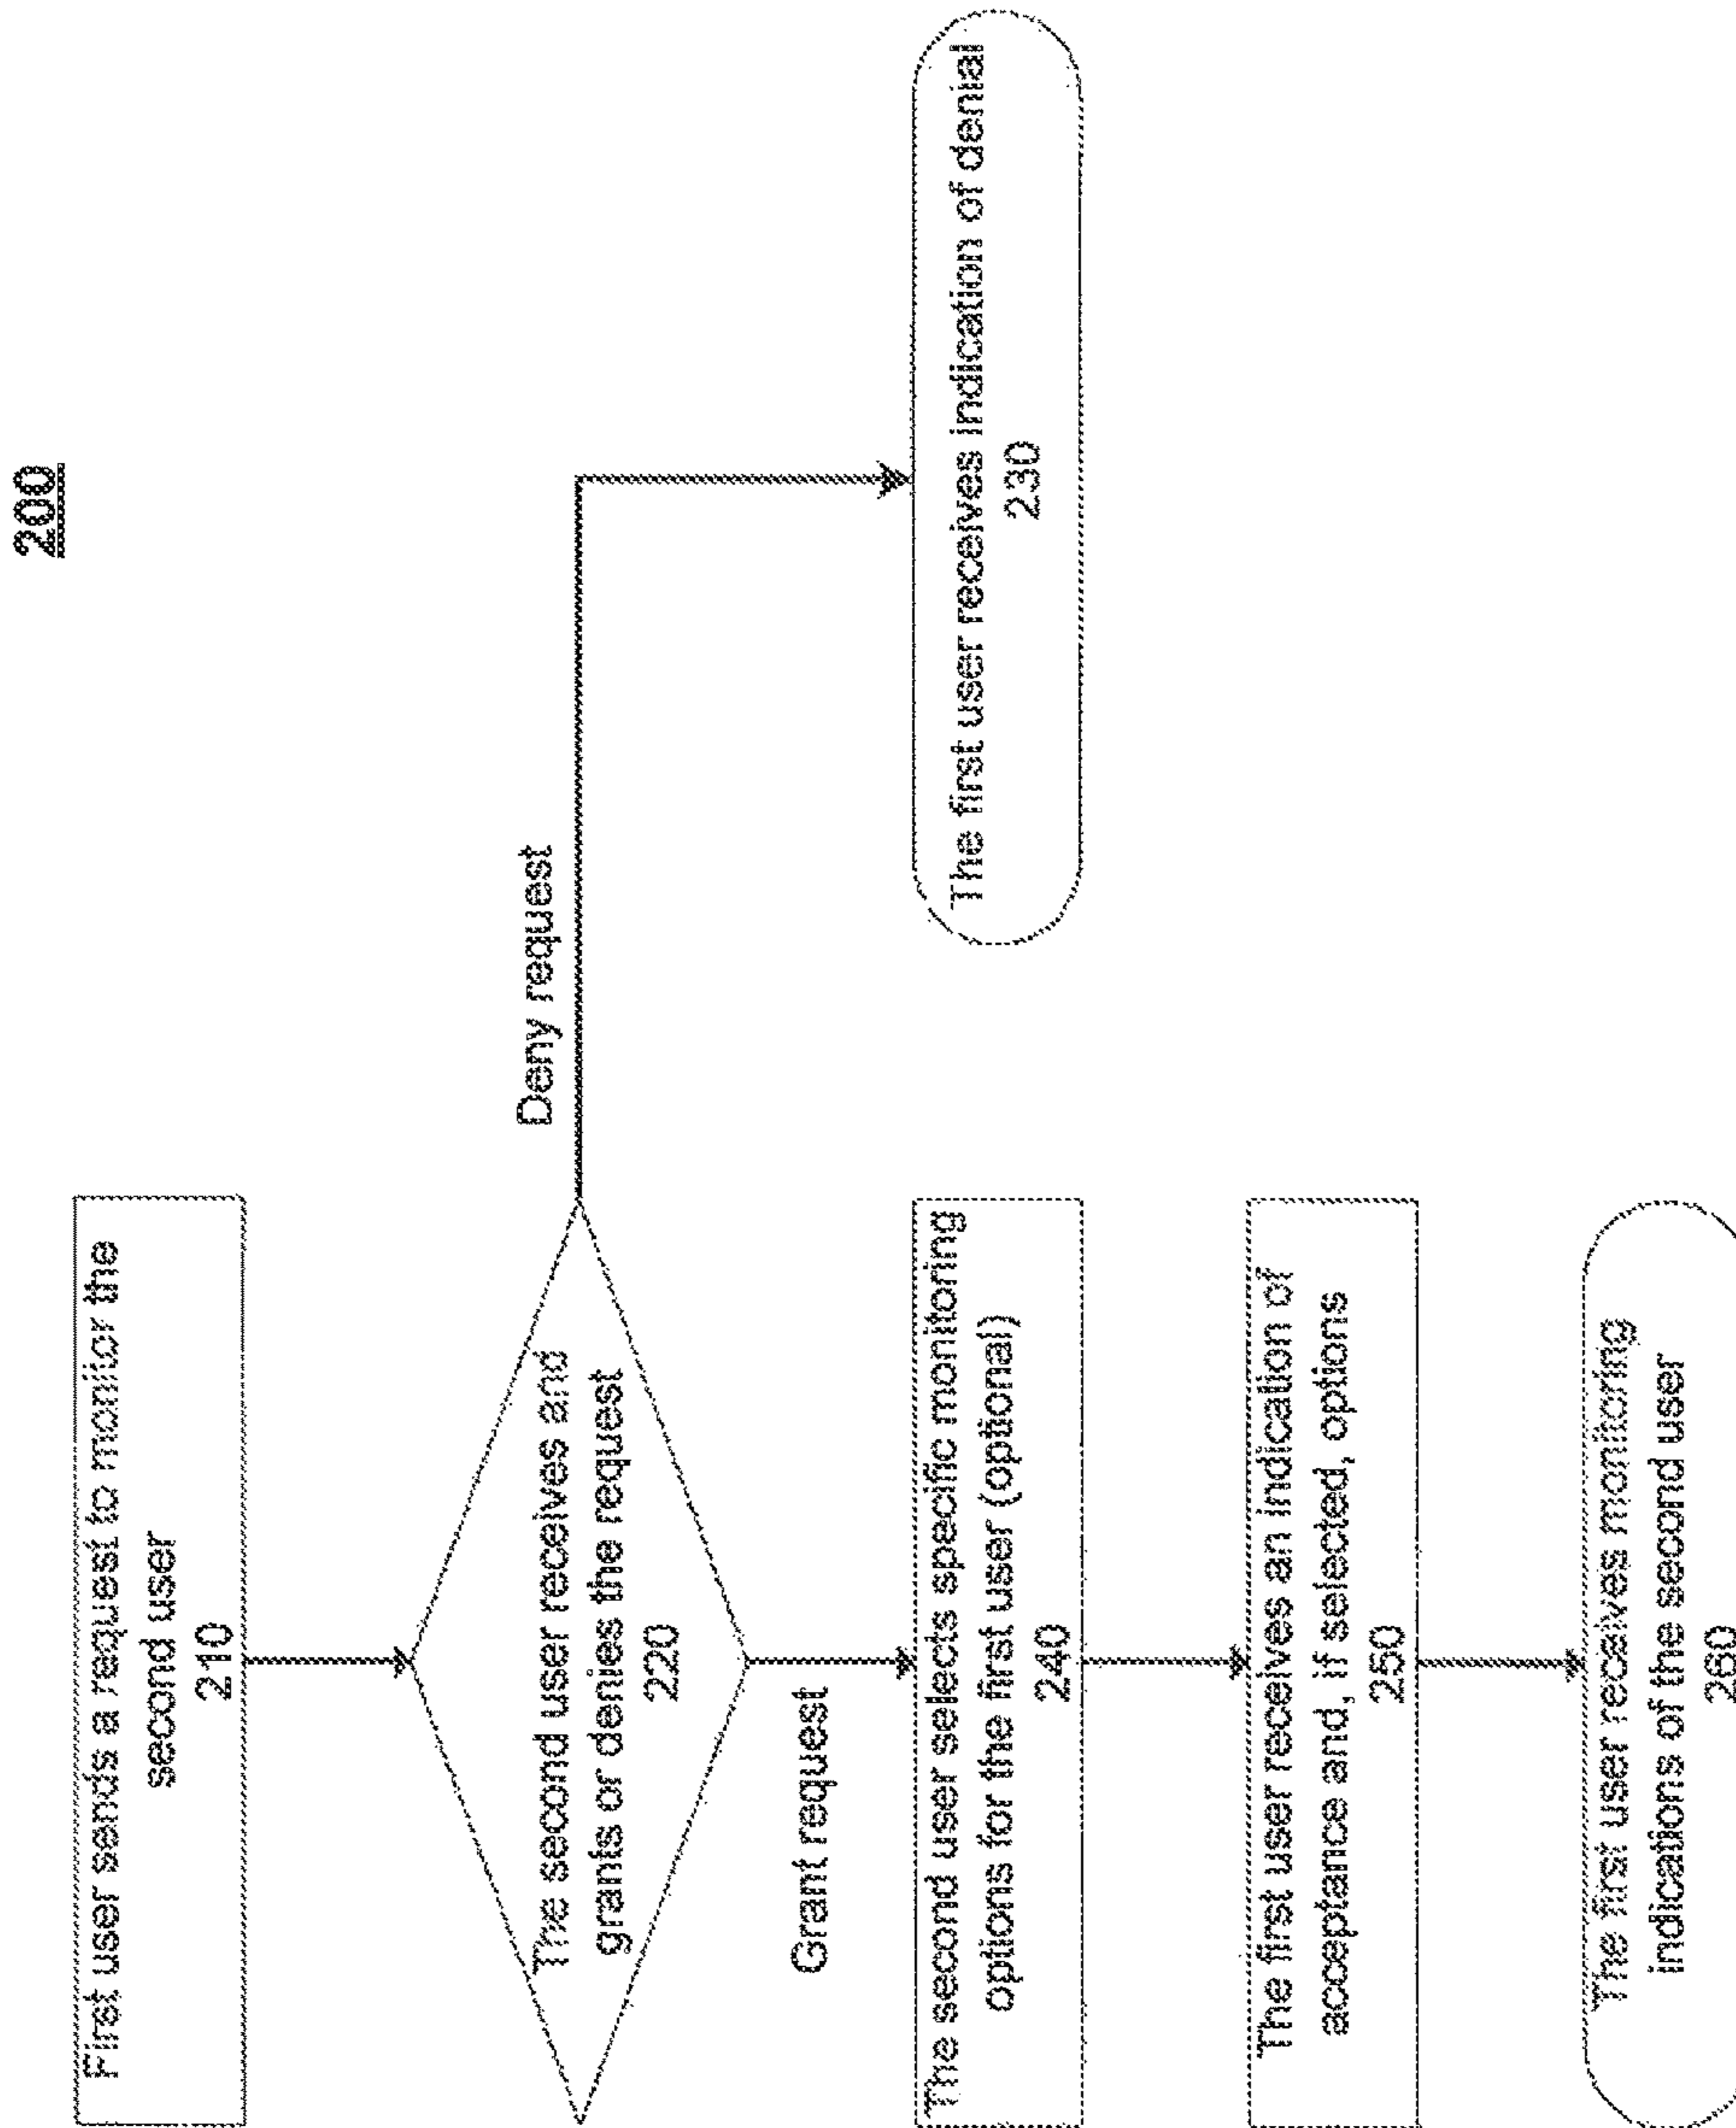 200
First user sends a request to monitor the
second user
210
The second user receives and
grants or denies the request
220
Deny request
The first user receives indication of denial
230
Grant request
The second user selects specific monitoring
options for the first user (optional)
240
The first user receives an indication of
acceptance and, if selected, options
250
The first user receives monitoring
indications of the second user
260